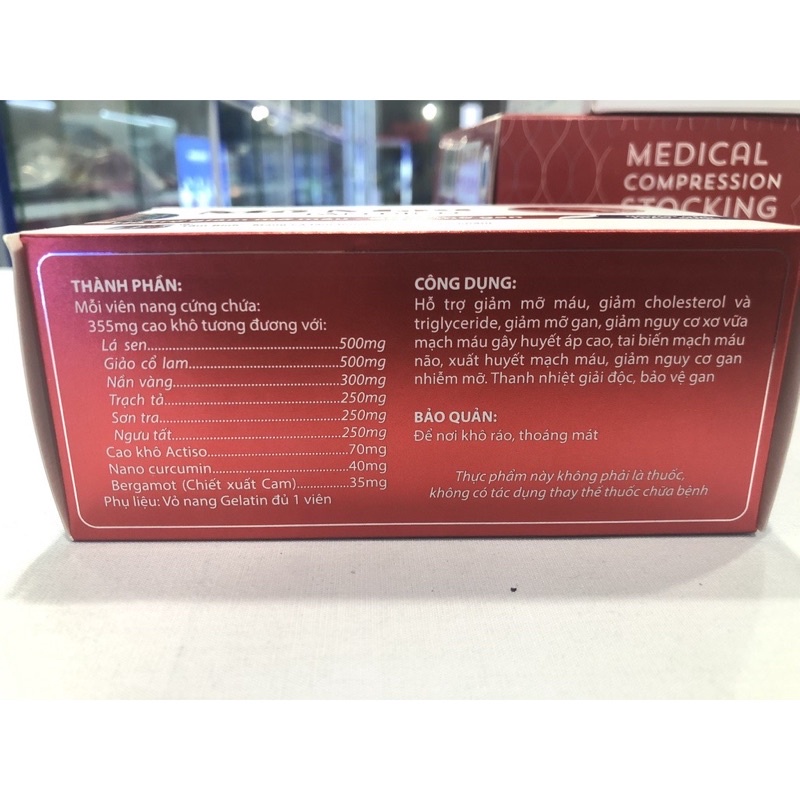 MEDICAL
COMPRESSION
STOCKING
THÀNH PHẦN:
Mỗi viên nang cứng chứa:
355mg cao khô tương đương với:
Lá sen..............................................500mg
Giảo cổ lam......................................500mg
Nần vàng..........................................300mg
Trạch tả............................................250mg
Sơn tra..............................................250mg
Ngưu tất...........................................250mg
Cao khô Actiso....................................70mg
Nano curcumin...................................40mg
Bergamot (Chiết xuất Cam)................35mg
Phụ liệu: Vỏ nang Gelatin đủ 1 viên
CÔNG DỤNG:
Hỗ trợ giảm mỡ máu, giảm cholesterol và
triglyceride, giảm mỡ gan, giảm nguy cơ xơ vữa
mạch máu gây huyết áp cao, tai biến mạch máu
não, xuất huyết mạch máu, giảm nguy cơ gan
nhiễm mỡ. Thanh nhiệt giải độc, bảo vệ gan
BẢO QUẢN:
Để nơi khô ráo, thoáng mát
Thực phẩm này không phải là thuốc,
không có tác dụng thay thế thuốc chữa bệnh